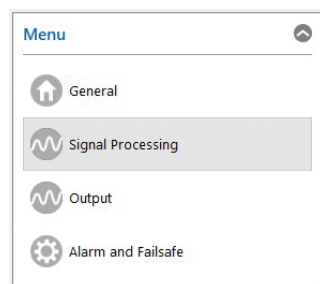 Menu
General
Signal Processing
Output
Alarm and Failsafe